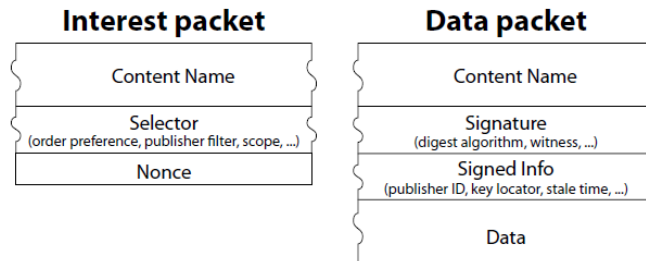 Interest packet
Content Name
Selector
(order preference, publisher filter, scope, ...)
Nonce
Data packet
Content Name
Signature
(digest algorithm, witness, ...)
Signed Info
(publisher ID, key locator, stale time, ...)
Data